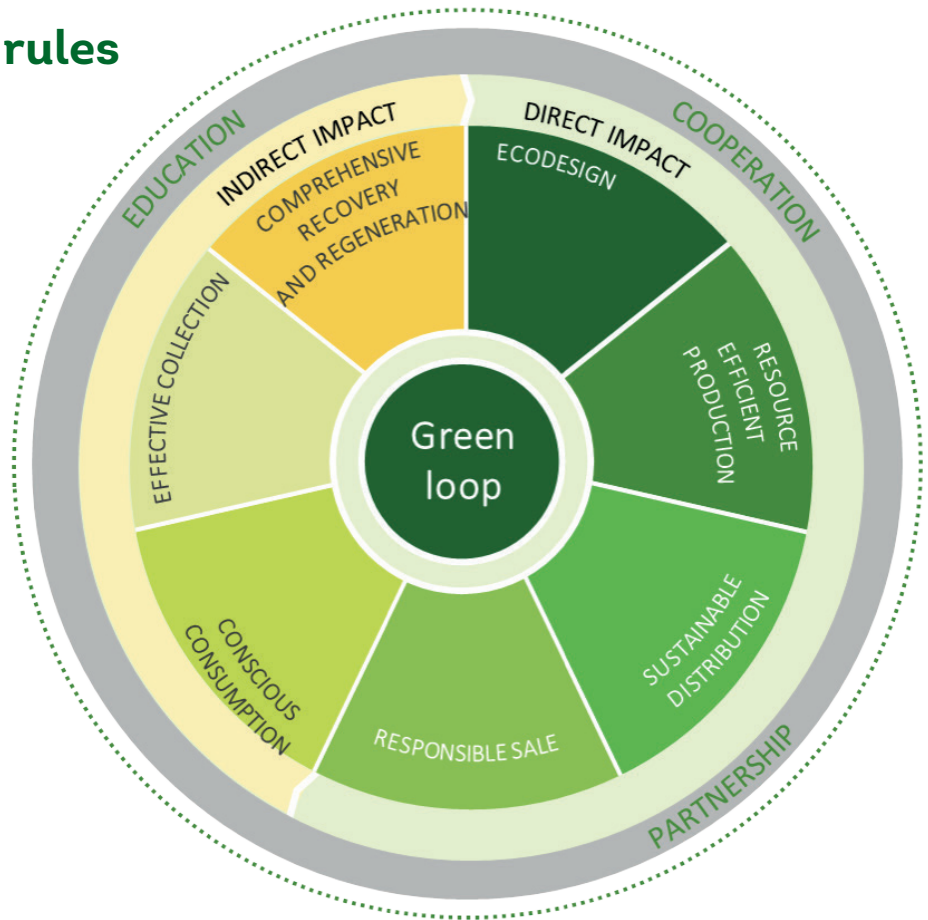 rules
EDUCATION
COOPERATION
PARTNERSHIP
INDIRECT IMPACT
DIRECT IMPACT
ECODESIGN
RESOURCE
EFFICIENT
PRODUCTION
SUSTAINABLE
DISTRIBUTION
RESPONSIBLE SALE
CONSCIOUS
CONSUMPTION
EFFECTIVE COLLECTION
COMPREHENSIVE
RECOVERY
AND REGENERATION
Green
loop